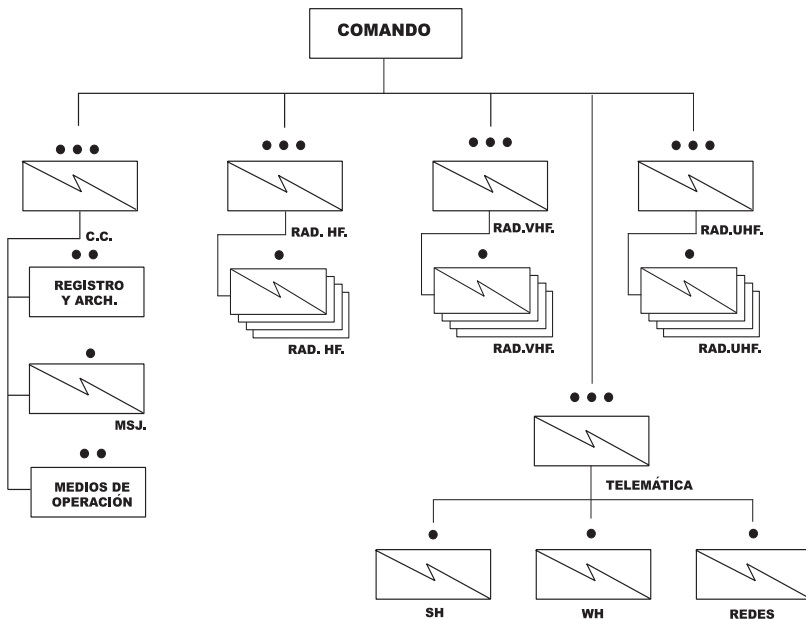 COMANDO
C.C.
RAD. HF.
RAD.VHF.
RAD.UHF.
REGISTRO
Y ARCH.
RAD. HF.
RAD.VHF.
RAD.UHF.
MSJ.
MEDIOS DE
OPERACIÓN
TELEMÁTICA
SH
WH
REDES